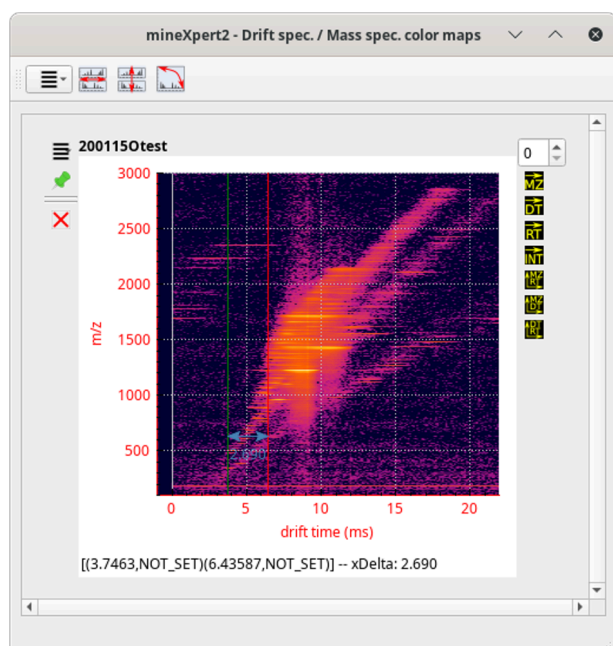 mineXpert2 - Drift spec. / Mass spec. color maps
200115Otest
0
MZ
DT
RT
INT
MZ
RT
MZ
DT
DT
RT
3000
2500
2000
1500
1000
500
m/z
2.690
0 5 10 15 20
drift time (ms)
[(3.7463,NOT_SET)(6.43587,NOT_SET)] -- xDelta: 2.690